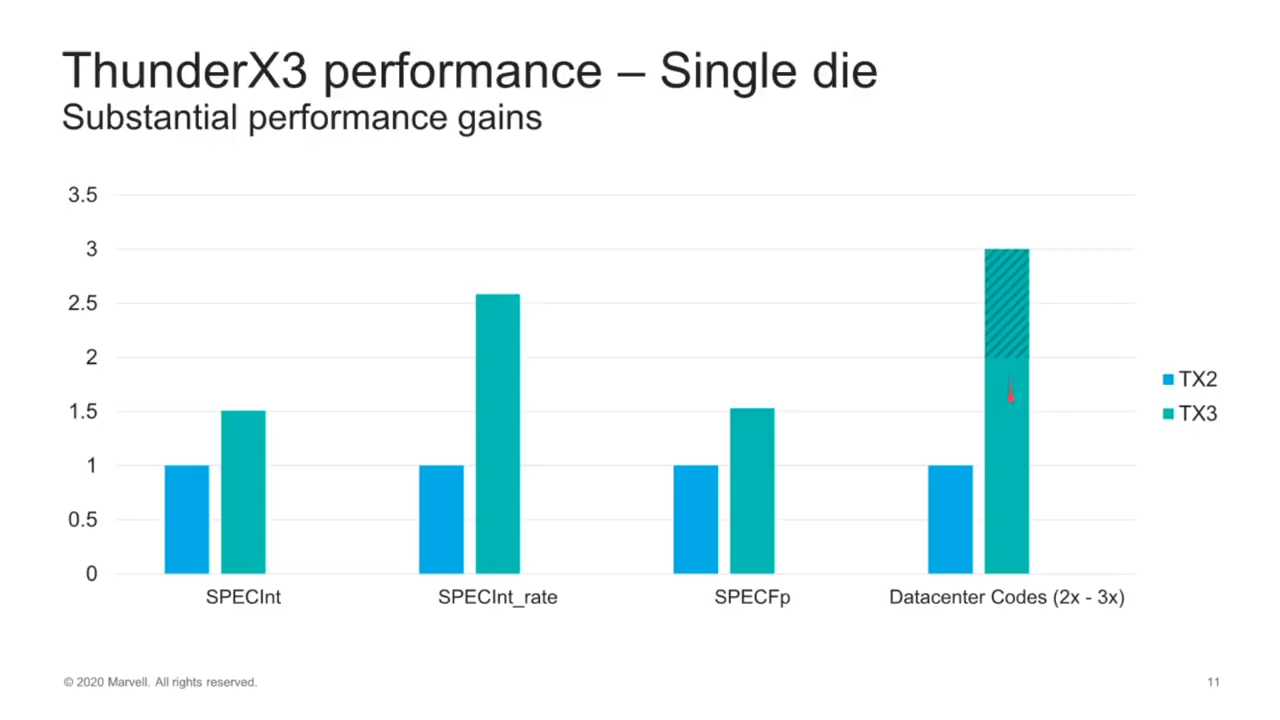 ThunderX3 performance – Single die
Substantial performance gains
3.5
3
2.5
2
1.5
1
0.5
0
SPECInt
SPECInt_rate
SPECFp
Datacenter Codes (2x - 3x)
TX2
TX3
© 2020 Marvell. All rights reserved.
11